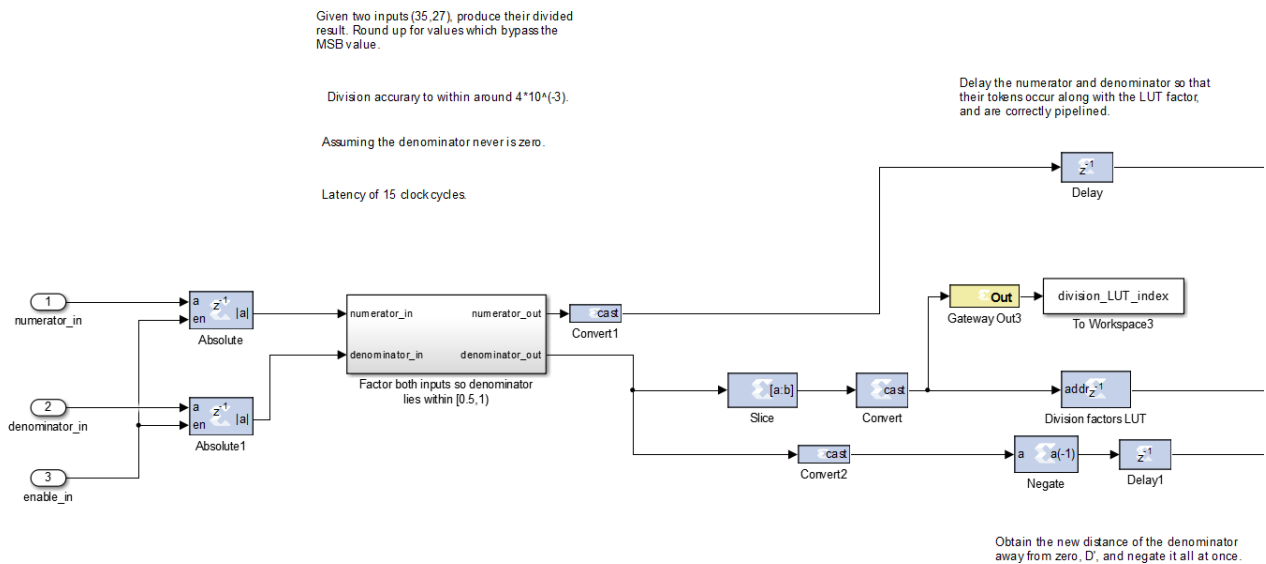 Given two inputs (35,27), produce their divided
result. Round up for values which bypass the
MSB value.
Division accurary to within around 4*10^(-3).
Assuming the denominator never is zero.
Latency of 15 clock cycles.
Delay the numerator and denominator so that
their tokens occur along with the LUT factor,
and are correctly pipelined.
z-1
Delay
1
numerator_in
a
en
z-1
|a|
Absolute
numerator_in
numerator_out
denominator_in
denominator_out
Factor both inputs so denominator
lies within [0.5,1)
cast
Convert1
Out
Gateway Out3
division_LUT_index
To Workspace3
2
denominator_in
a
en
z-1
|a|
Absolute1
[a:b]
Slice
cast
Convert
addr
z-1
Division factors LUT
3
enable_in
cast
Convert2
a
a(-1)
Negate
z-1
Delay1
Obtain the new distance of the denominator
away from zero, D', and negate it all at once.